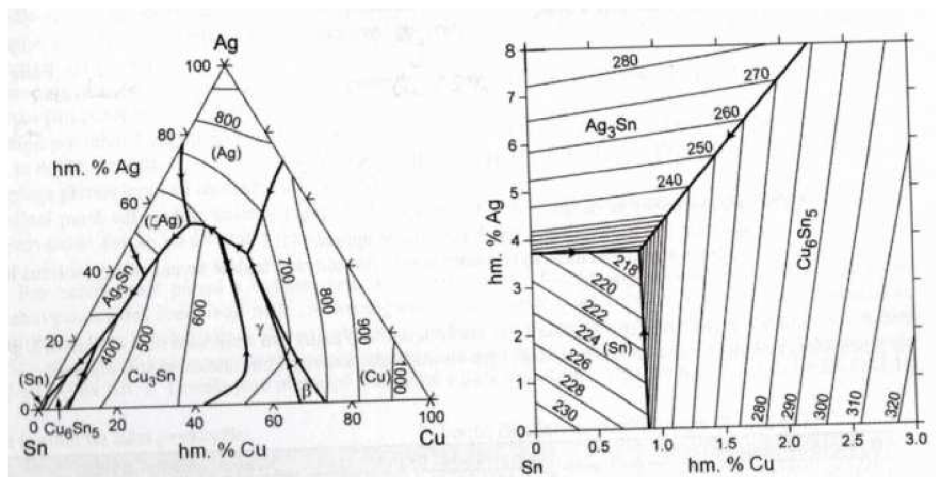 Ag
100
80
800
(Ag)
hm. % Ag
60
(ζAg)
40
Ag₃Sn
20
400
500
600
700
800
900
1000
Cu₃Sn
γ
β
(Cu)
(Sn)
0
Cu₆Sn₅
0
20
40
60
80
100
Sn
hm. % Cu
Cu
8
7
6
5
4
3
2
1
0
hm. % Ag
280
270
260
250
240
Ag₃Sn
218
220
222
224 (Sn)
226
228
230
Cu₆Sn₅
280
290
300
310
320
0
0.5
1.0
1.5
2.0
2.5
3.0
Sn
hm. % Cu